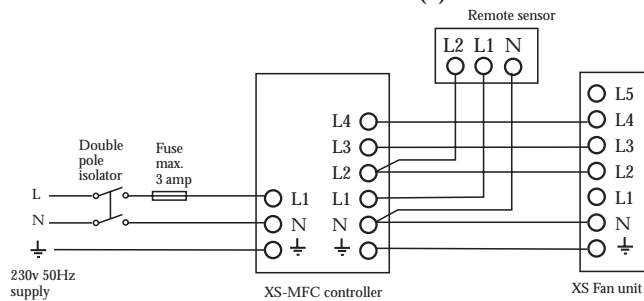 Remote sensor
L2 L1 N
L4
L3
L2
L1
N
L1
N
Double
pole
isolator
Fuse
max.
3 amp
L
N
230v 50Hz
supply
XS-MFC controller
L5
L4
L3
L2
L1
N
XS Fan unit